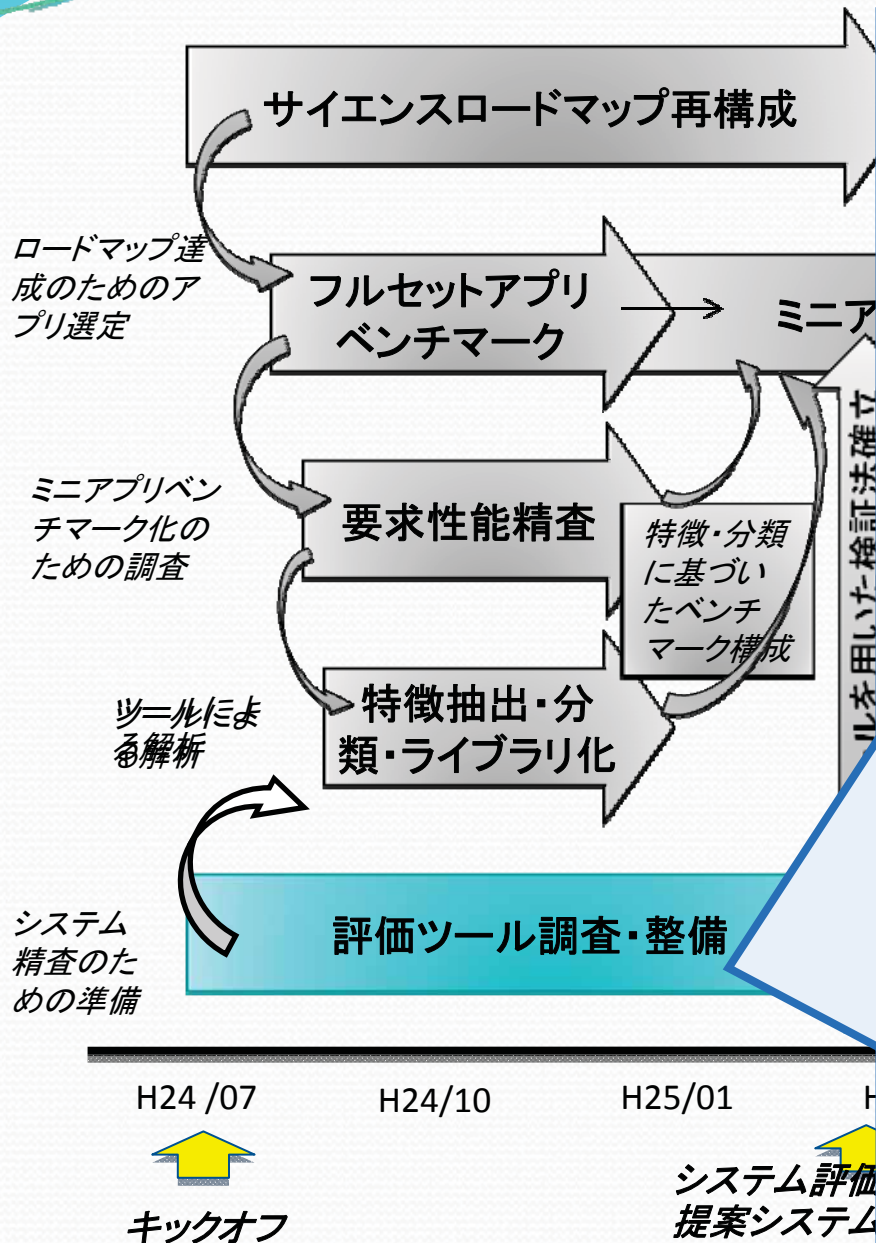 サイエンスロードマップ再構成
ロードマップ達
成のためのア
プリ選定
フルセットアプリ
ベンチマーク
ミニア
ミニアプリベン
チマーク化の
ための調査
要求性能精査
特徴・分類
に基づい
たベンチ
マーク構成
ツールによ
る解析
特徴抽出・分
類・ライブラリ化
ルを用いた検証法確立
システム
精査のた
めの準備
評価ツール調査・整備
H24 /07
H24/10
H25/01
H
キックオフ
システム評価
提案システム